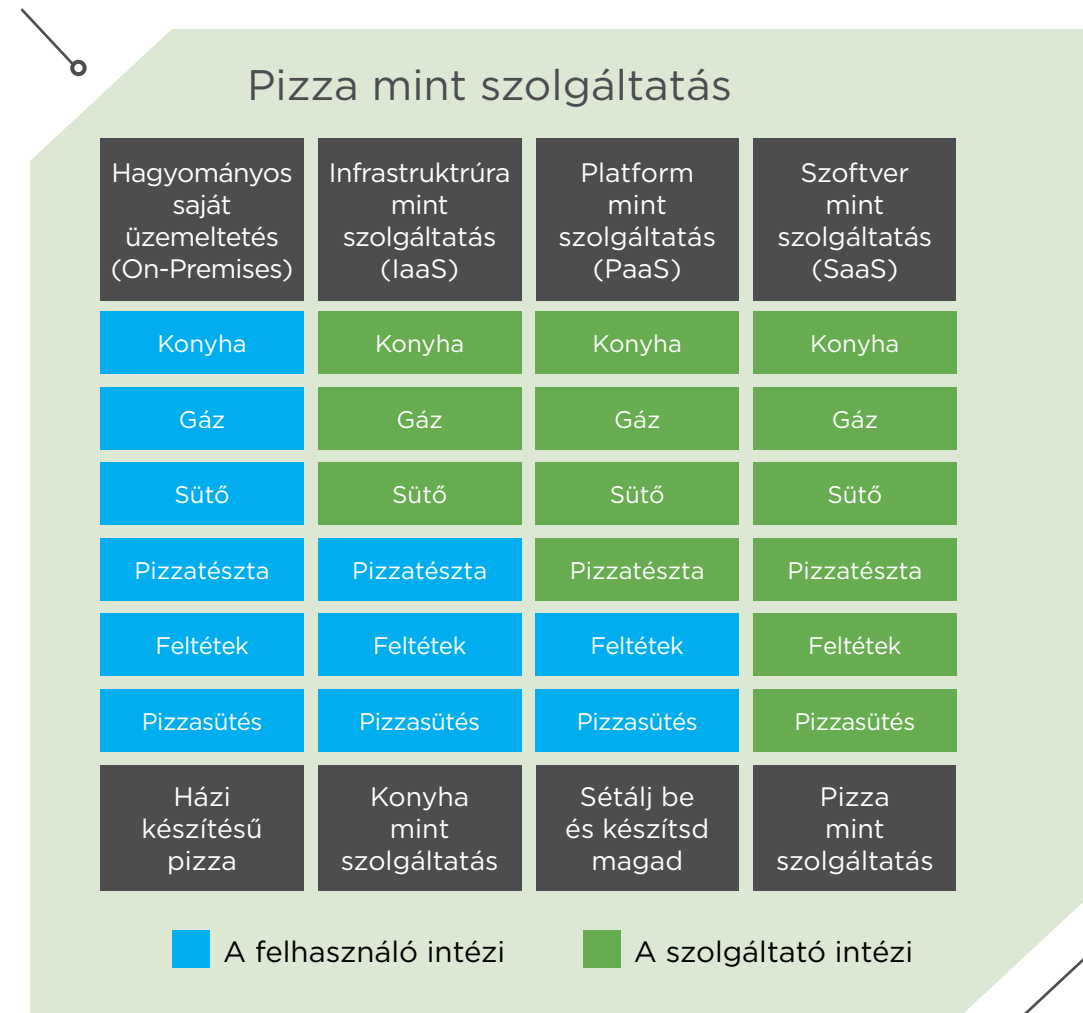 Pizza mint szolgáltatás
Hagyományos
saját
üzemeltetés
(On-Premises)
Infrastruktrúra
mint
szolgáltatás
(IaaS)
Platform
mint
szolgáltatás
(PaaS)
Szoftver
mint
szolgáltatás
(SaaS)
Konyha
Konyha
Konyha
Konyha
Gáz
Gáz
Gáz
Gáz
Sütő
Sütő
Sütő
Sütő
Pizzatészta
Pizzatészta
Pizzatészta
Pizzatészta
Feltétek
Feltétek
Feltétek
Feltétek
Pizzasütés
Pizzasütés
Pizzasütés
Pizzasütés
Házi
készítésű
pizza
Konyha
mint
szolgáltatás
Sétálj be
és készítsd
magad
Pizza
mint
szolgáltatás
A felhasználó intézi
A szolgáltató intézi